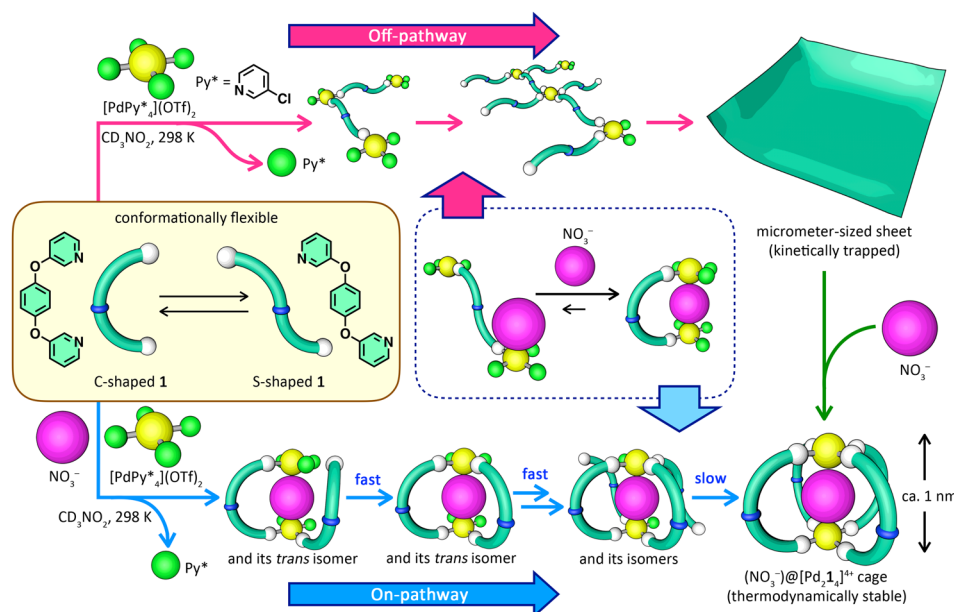 Off-pathway
Py* =
N
Cl
[PdPy*4](OTf)2
CD3NO2, 298 K
Py*
conformationally flexible
N
O
O
N
C-shaped 1
N
O
O
N
S-shaped 1
NO3−
micrometer-sized sheet
(kinetically trapped)
NO3−
NO3−
[PdPy*4](OTf)2
CD3NO2, 298 K
Py*
fast
fast
slow
ca. 1 nm
and its trans isomer
and its trans isomer
and its isomers
(NO3−)@[Pd214]4+ cage
(thermodynamically stable)
On-pathway